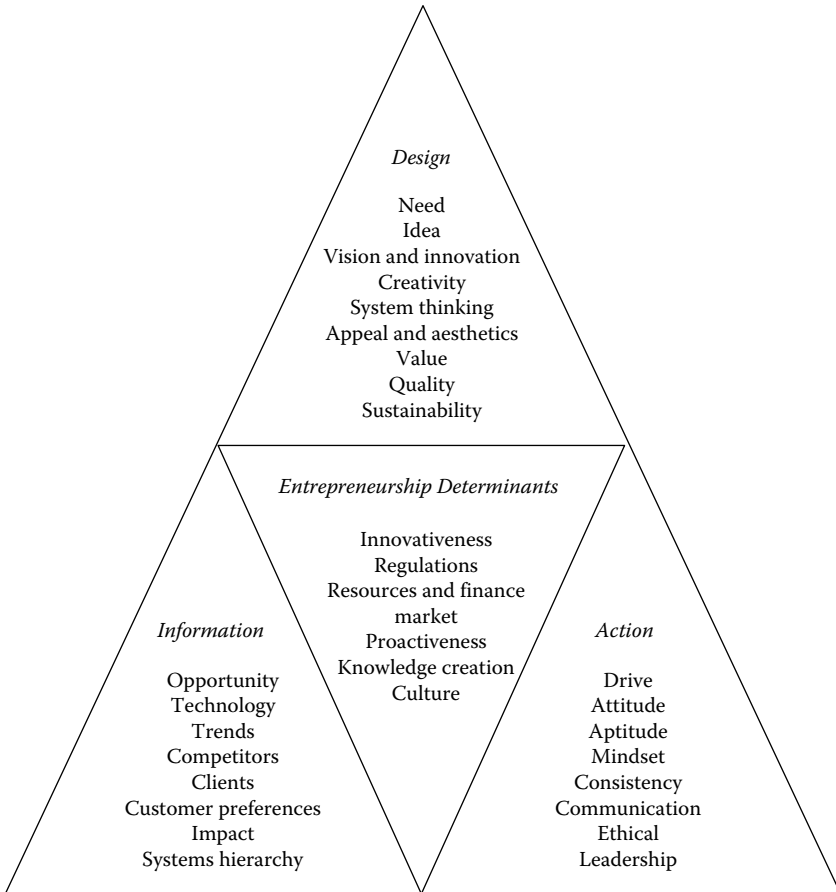 Design
Need
Idea
Vision and innovation
Creativity
System thinking
Appeal and aesthetics
Value
Quality
Sustainability
Entrepreneurship Determinants
Innovativeness
Regulations
Resources and finance
market
Proactiveness
Knowledge creation
Culture
Information
Opportunity
Technology
Trends
Competitors
Clients
Customer preferences
Impact
Systems hierarchy
Action
Drive
Attitude
Aptitude
Mindset
Consistency
Communication
Ethical
Leadership